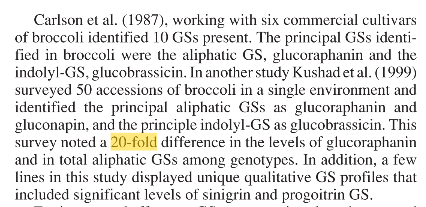 Carlson et al. (1987), working with six commercial cultivars
of broccoli identified 10 GSs present. The principal GSs identi-
fied in broccoli were the aliphatic GS, glucoraphanin and the
indolyl-GS, glucobrassicin. In another study Kushad et al. (1999)
surveyed 50 accessions of broccoli in a single environment and
identified the principal aliphatic GSs as glucoraphanin and
gluconapin, and the principle indolyl-GS as glucobrassicin. This
survey noted a 20-fold difference in the levels of glucoraphanin
and in total aliphatic GSs among genotypes. In addition, a few
lines in this study displayed unique qualitative GS profiles that
included significant levels of sinigrin and progoitrin GS.